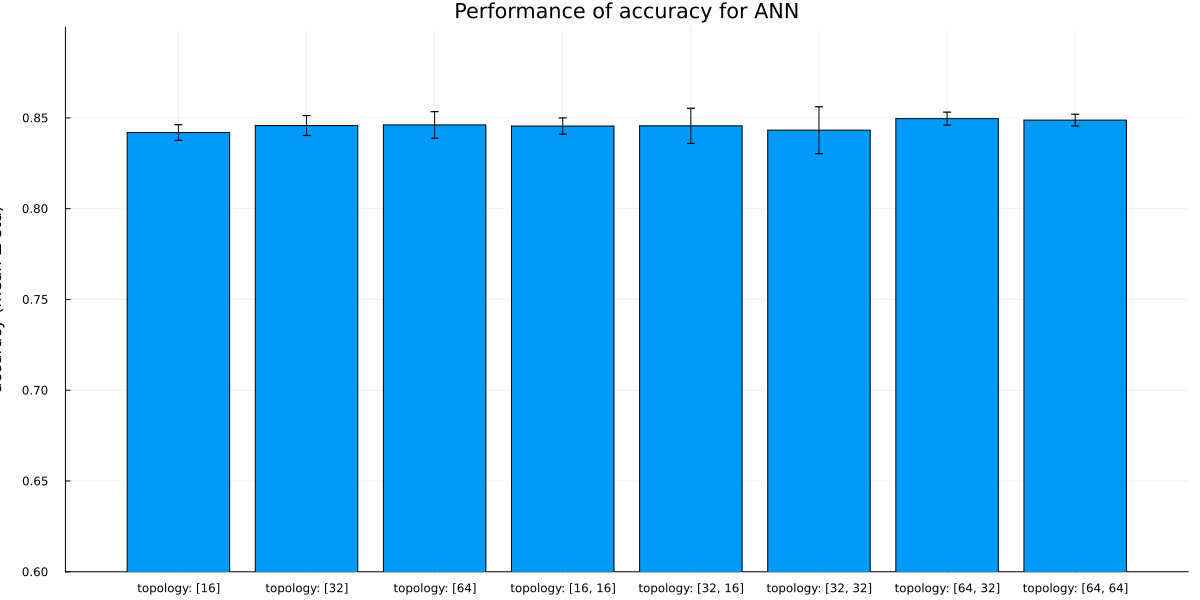 Performance of accuracy for ANN
0.85
0.80
0.75
0.70
0.65
0.60
topology: [16]
topology: [32]
topology: [64]
topology: [16, 16]
topology: [32, 16]
topology: [32, 32]
topology: [64, 32]
topology: [64, 64]